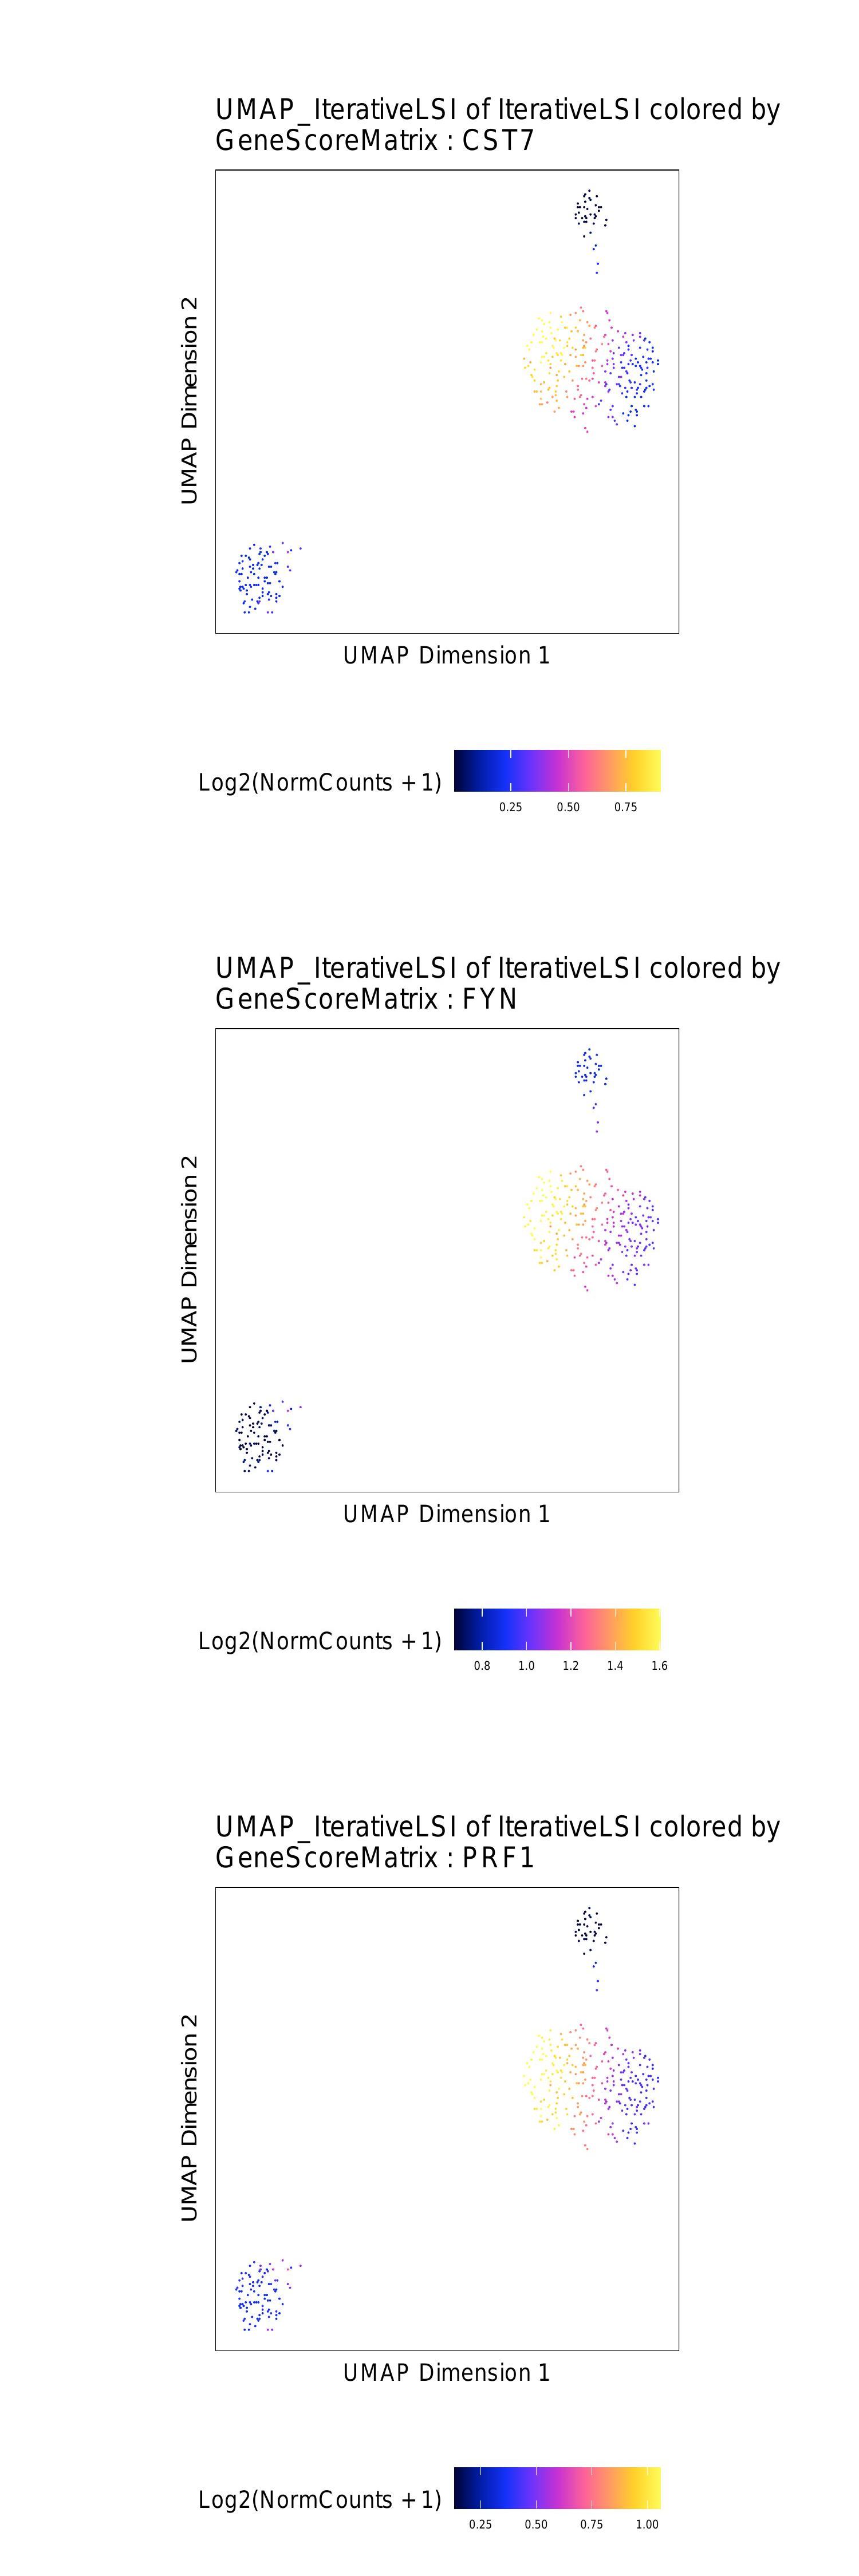 UMAP_IterativeLSI of IterativeLSI colored by
GeneScoreMatrix : CST7
UMAP Dimension 2
UMAP Dimension 1
Log2(NormCounts + 1)
0.25 0.50 0.75
UMAP_IterativeLSI of IterativeLSI colored by
GeneScoreMatrix : FYN
UMAP Dimension 2
UMAP Dimension 1
Log2(NormCounts + 1)
0.8 1.0 1.2 1.4 1.6
UMAP_IterativeLSI of IterativeLSI colored by
GeneScoreMatrix : PRF1
UMAP Dimension 2
UMAP Dimension 1
Log2(NormCounts + 1)
0.25 0.50 0.75 1.00